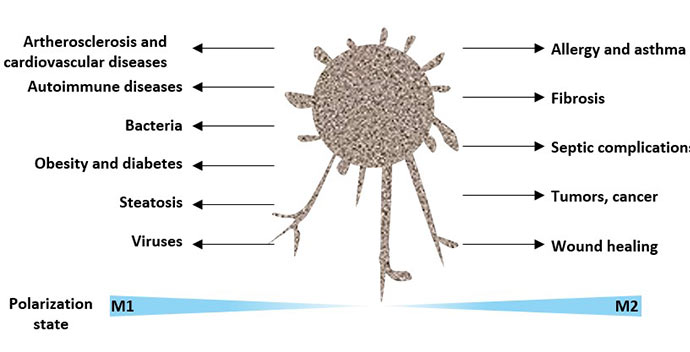 Artherosclerosis and
cardiovascular diseases
Autoimmune diseases
Bacteria
Obesity and diabetes
Steatosis
Viruses
Allergy and asthma
Fibrosis
Septic complications
Tumors, cancer
Wound healing
Polarization
state
M1
M2